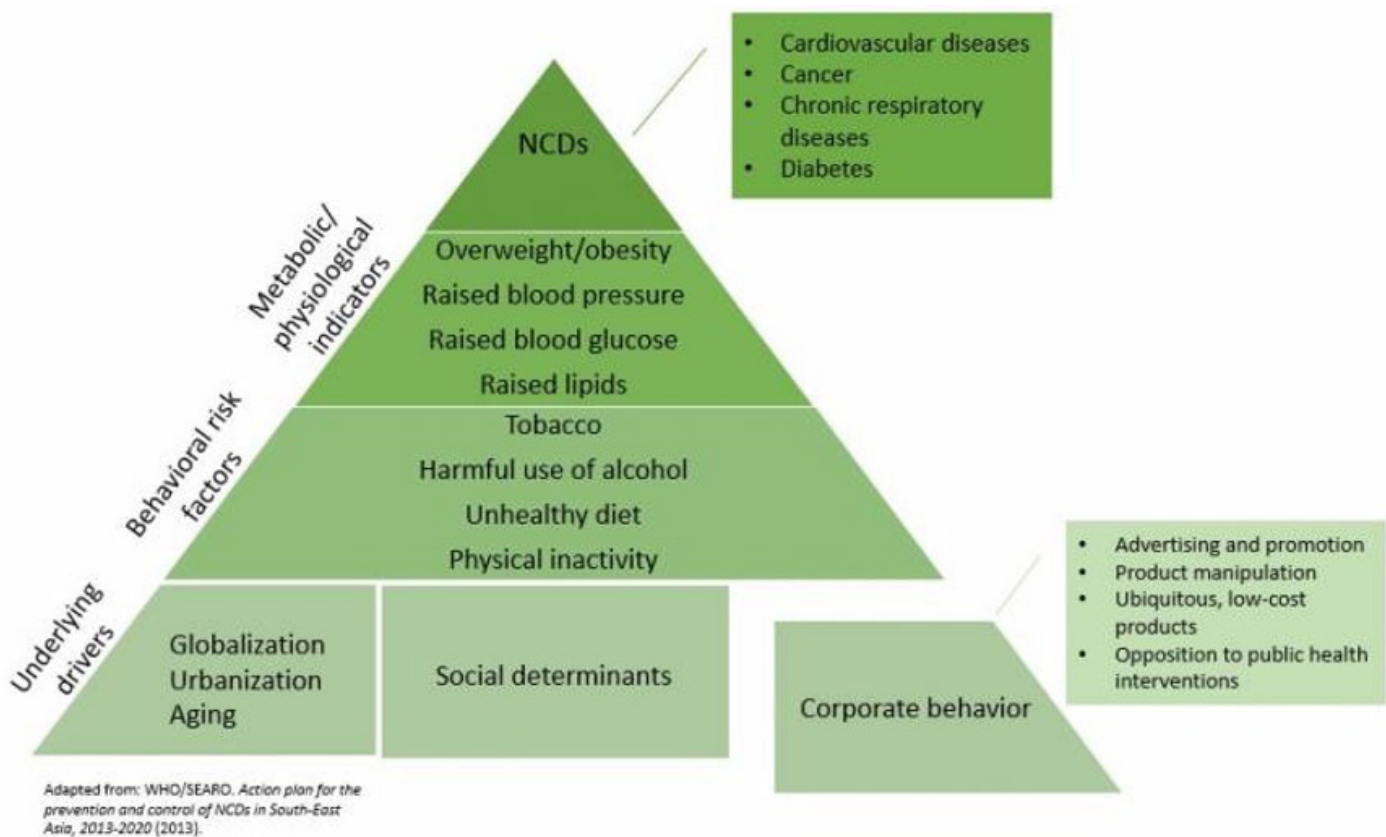 • Cardiovascular diseases
• Cancer
• Chronic respiratory
diseases
• Diabetes
NCDs
Metabolic/
physiological
indicators
Overweight/obesity
Raised blood pressure
Raised blood glucose
Raised lipids
Behavioral risk
factors
Tobacco
Harmful use of alcohol
Unhealthy diet
Physical inactivity
Underlying
drivers
Globalization
Urbanization
Aging
Social determinants
Corporate behavior
• Advertising and promotion
• Product manipulation
• Ubiquitous, low-cost
products
• Opposition to public health
interventions
Adapted from: WHO/SEARO. Action plan for the
prevention and control of NCDs in South-East
Asia, 2013-2020 (2013).